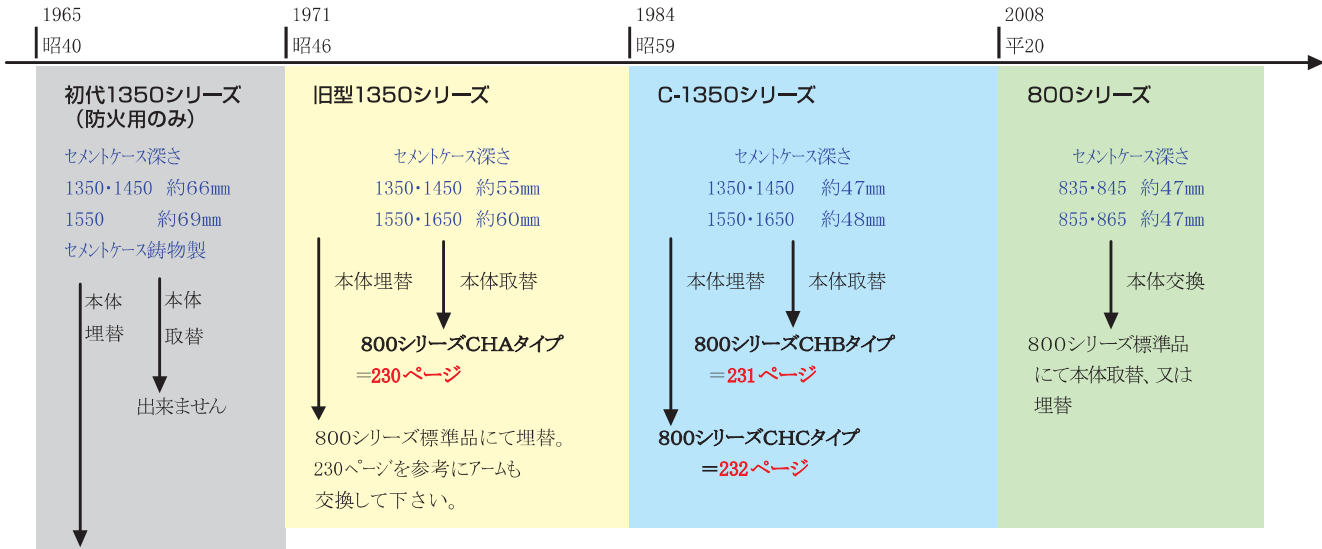 1965
昭40
1971
昭46
1984
昭59
2008
平20
初代1350シリーズ
（防火用のみ）
セメントケース深さ
1350・1450 約66mm
1550 約69mm
セメントケース鋳物製
本体
埋替
本体
取替
出来ません
旧型1350シリーズ
セメントケース深さ
1350・1450 約55mm
1550・1650 約60mm
本体埋替
本体取替
800シリーズCHAタイプ
＝230ページ
800シリーズ標準品にて埋替。
230ページを参考にアームも
交換して下さい。
C-1350シリーズ
セメントケース深さ
1350・1450 約47mm
1550・1650 約48mm
本体埋替
本体取替
800シリーズCHBタイプ
＝231ページ
800シリーズCHCタイプ
＝232ページ
800シリーズ
セメントケース深さ
835・845 約47mm
855・865 約47mm
本体交換
800シリーズ標準品
にて本体取替、又は
埋替